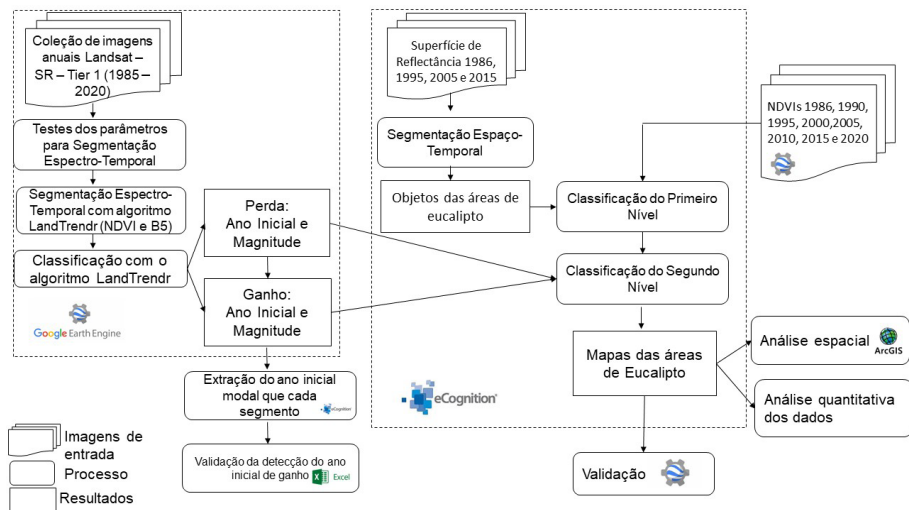 Coleção de imagens
anuais Landsat –
SR – Tier 1 (1985 –
2020)
Testes dos parâmetros
para Segmentação
Espectro-Temporal
Segmentação Espectro-
Temporal com algoritmo
LandTrendr (NDVI e B5)
Classificação com o
algoritmo LandTrendr
Google Earth Engine
Perda:
Ano Inicial e
Magnitude
Ganho:
Ano Inicial e
Magnitude
Extração do ano inicial
modal que cada
segmento
eCognition
Validação da detecção do ano
inicial de ganho
Excel
Superfície de
Reflectância 1986,
1995, 2005 e 2015
Segmentação Espaço-
Temporal
Objetos das áreas de
eucalipto
NDVIs 1986, 1990,
1995, 2000,2005,
2010, 2015 e 2020
Classificação do Primeiro
Nível
Classificação do Segundo
Nível
Mapas das áreas
de Eucalipto
eCognition®
Validação
Análise espacial
ArcGIS
Análise quantitativa
dos dados
Imagens de
entrada
Processo
Resultados